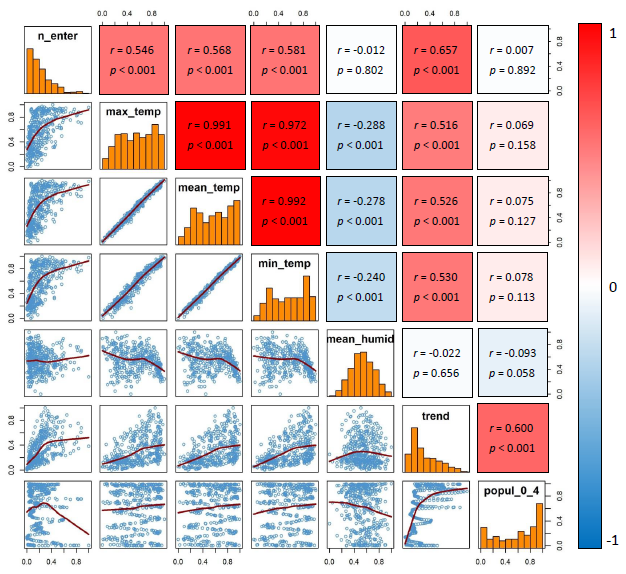 0.0 0.4 0.8
0.0 0.4 0.8
0.0 0.4 0.8
n_enter
r = 0.546
p < 0.001
r = 0.568
p < 0.001
r = 0.581
p < 0.001
r = -0.012
p = 0.802
r = 0.657
p < 0.001
r = 0.007
p = 0.892
0.0 0.4 0.8
1
0.0 0.4 0.8
max_temp
r = 0.991
p < 0.001
r = 0.972
p < 0.001
r = -0.288
p < 0.001
r = 0.516
p < 0.001
r = 0.069
p = 0.158
mean_temp
r = 0.992
p < 0.001
r = -0.278
p < 0.001
r = 0.526
p < 0.001
r = 0.075
p = 0.127
0.0 0.4 0.8
0.0 0.4 0.8
min_temp
r = -0.240
p < 0.001
r = 0.530
p < 0.001
r = 0.078
p = 0.113
0
mean_humid
r = -0.022
p = 0.656
r = -0.093
p = 0.058
0.0 0.4 0.8
0.0 0.4 0.8
trend
r = 0.600
p < 0.001
popul_0_4
0.0 0.4 0.8
-1
0.0 0.4 0.8
0.0 0.4 0.8
0.0 0.4 0.8
0.0 0.4 0.8